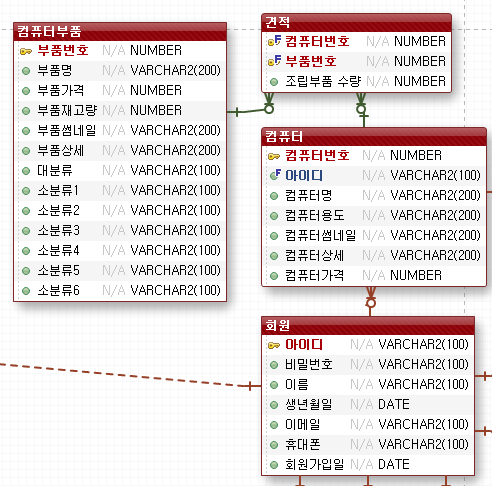 컴퓨터부품
부품번호 N/A NUMBER
부품명 N/A VARCHAR2(200)
부품가격 N/A NUMBER
부품재고량 N/A NUMBER
부품썸네일 N/A VARCHAR2(200)
부품상세 N/A VARCHAR2(200)
대분류 N/A VARCHAR2(100)
소분류1 N/A VARCHAR2(100)
소분류2 N/A VARCHAR2(100)
소분류3 N/A VARCHAR2(100)
소분류4 N/A VARCHAR2(100)
소분류5 N/A VARCHAR2(100)
소분류6 N/A VARCHAR2(100)
견적
컴퓨터번호 N/A NUMBER
부품번호 N/A NUMBER
조립부품 수량 N/A NUMBER
컴퓨터
컴퓨터번호 N/A NUMBER
아이디 N/A VARCHAR2(100)
컴퓨터명 N/A VARCHAR2(200)
컴퓨터용도 N/A VARCHAR2(200)
컴퓨터썸네일 N/A VARCHAR2(200)
컴퓨터상세 N/A VARCHAR2(200)
컴퓨터가격 N/A NUMBER
회원
아이디 N/A VARCHAR2(100)
비밀번호 N/A VARCHAR2(100)
이름 N/A VARCHAR2(100)
생년월일 N/A DATE
이메일 N/A VARCHAR2(100)
휴대폰 N/A VARCHAR2(100)
회원가입일 N/A DATE